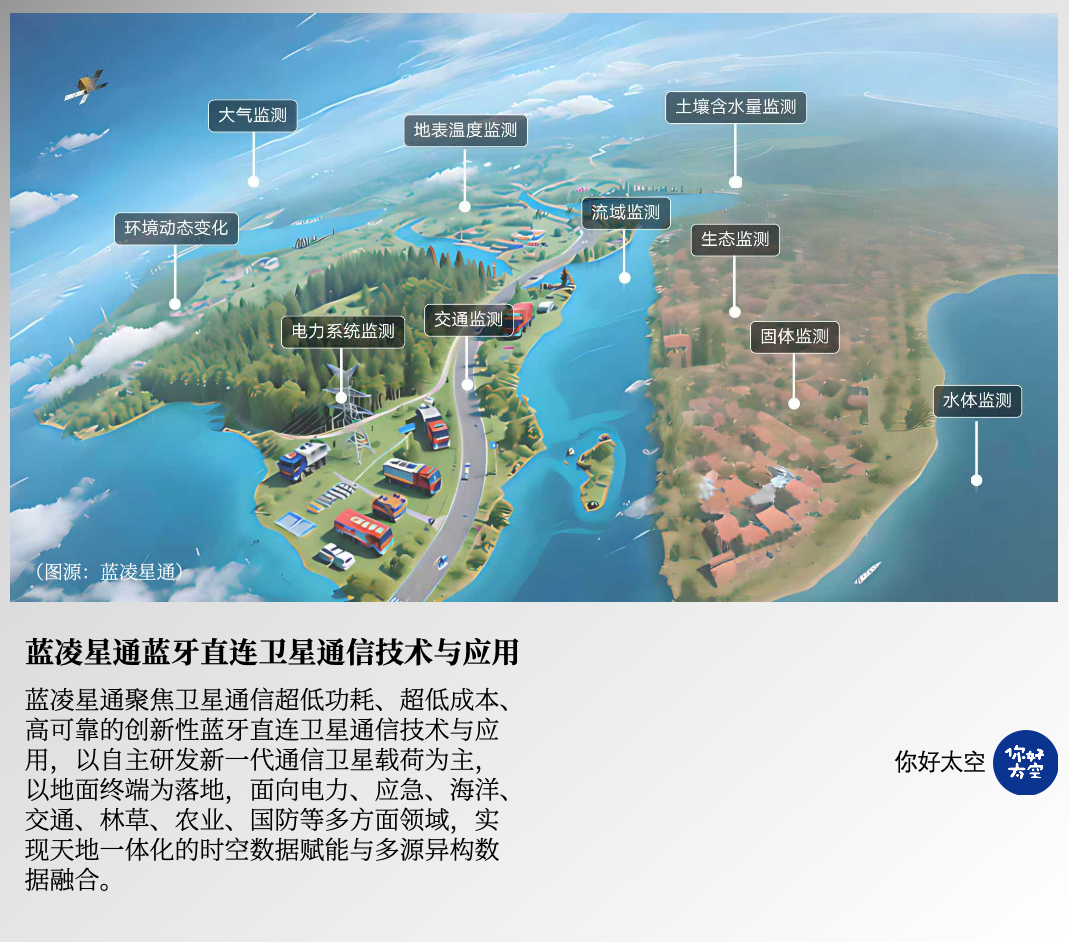 大气监测
地表温度监测
土壤含水量监测
环境动态变化
流域监测
生态监测
电力系统监测
交通监测
固体监测
水体监测
（图源：蓝凌星通）
蓝凌星通蓝牙直连卫星通信技术与应用
蓝凌星通聚焦卫星通信超低功耗、超低成本、
高可靠的创新性蓝牙直连卫星通信技术与应
用，以自主研发新一代通信卫星载荷为主，
以地面终端为落地，面向电力、应急、海洋、
交通、林草、农业、国防等多方面领域，实
现天地一体化的时空数据赋能与多源异构数
据融合。
你好太空
你好
太空